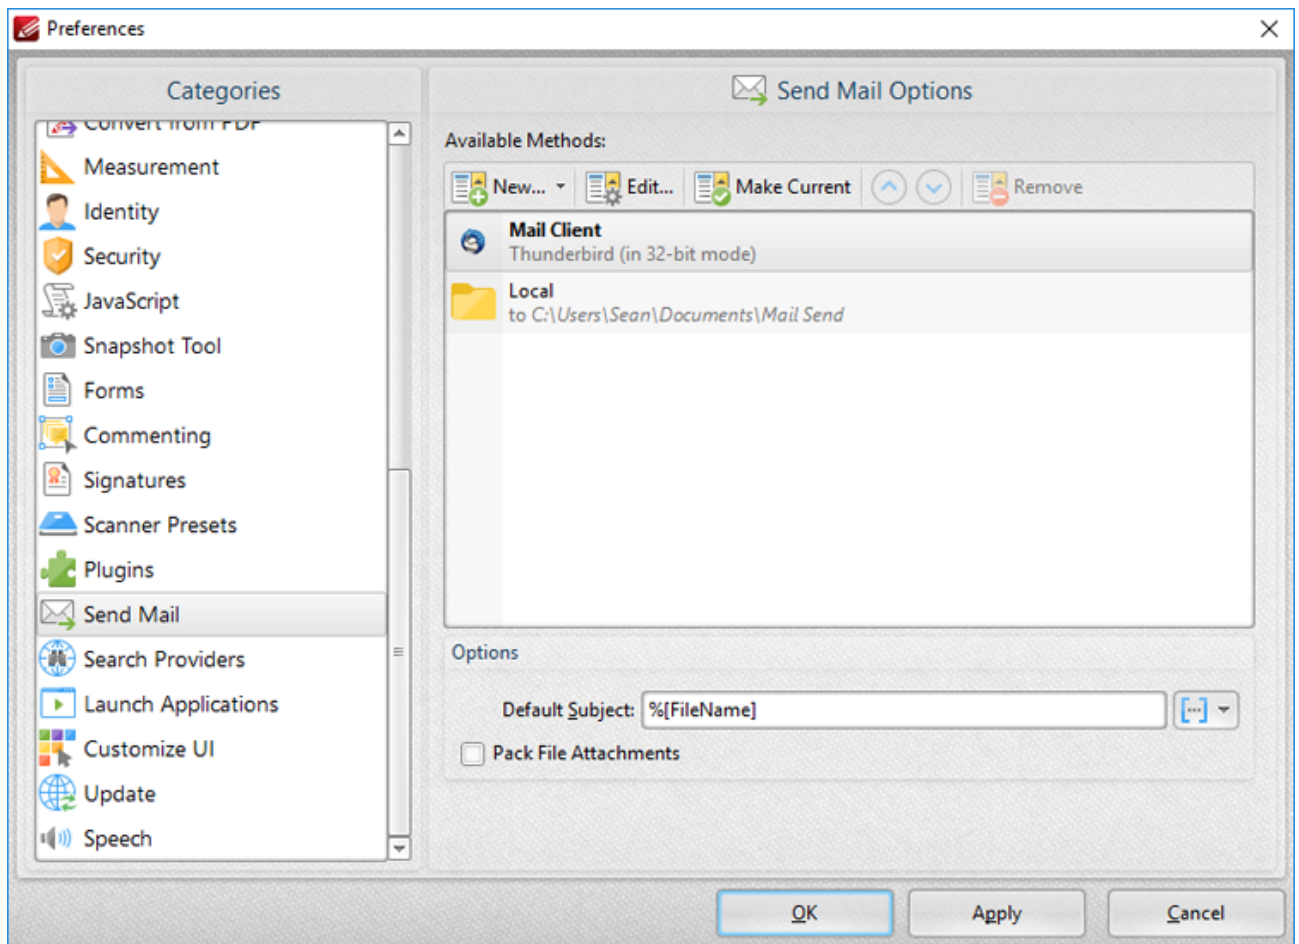 Preferences
Categories
Convert from PDF
Measurement
Identity
Security
JavaScript
Snapshot Tool
Forms
Commenting
Signatures
Scanner Presets
Plugins
Send Mail
Search Providers
Launch Applications
Customize UI
Update
Speech
Send Mail Options
Available Methods:
New... Edit... Make Current Remove
Mail Client
Thunderbird (in 32-bit mode)
Local
to C:\Users\Sean\Documents\Mail Send
Options
Default Subject: %[FileName]
Pack File Attachments
OK Apply Cancel